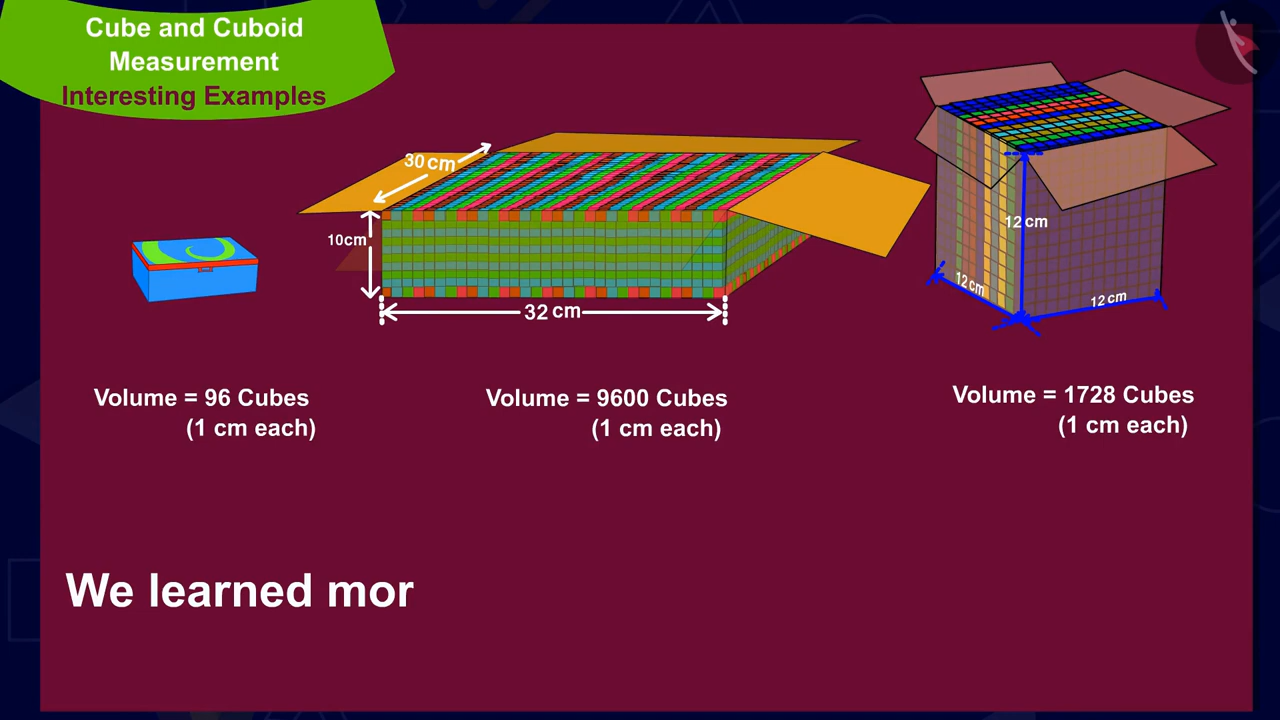 Cube and Cuboid
Measurement
Interesting Examples
30 cm
10cm
32 cm
12 cm
12 cm
12 cm
Volume = 96 Cubes
(1 cm each)
Volume = 9600 Cubes
(1 cm each)
Volume = 1728 Cubes
(1 cm each)
We learned mor